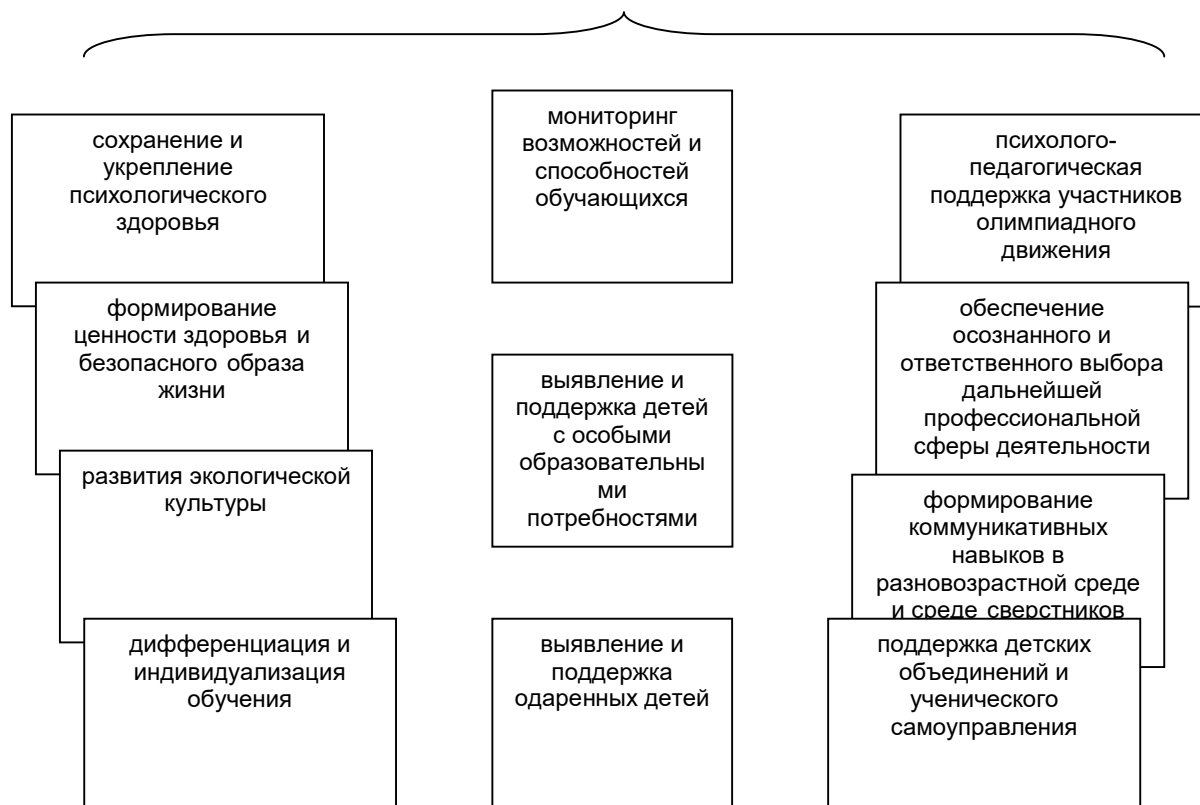 сохранение и
укрепление
психологического
здоровья
формирование
ценности здоровья и
безопасного образа
жизни
развития экологической
культуры
дифференциация и
индивидуализация
обучения
мониторинг
возможностей и
способностей
обучающихся
выявление и
поддержка детей
с особыми
образовательны
ми
потребностями
выявление и
поддержка
одаренных детей
психолого-
педагогическая
поддержка участников
олимпиадного
движения
обеспечение
осознанного и
ответственного выбора
дальнейшей
профессиональной
сферы деятельности
формирование
коммуникативных
навыков в
разновозрастной среде
и среде сверстников
поддержка детских
объединений и
ученического
самоуправления